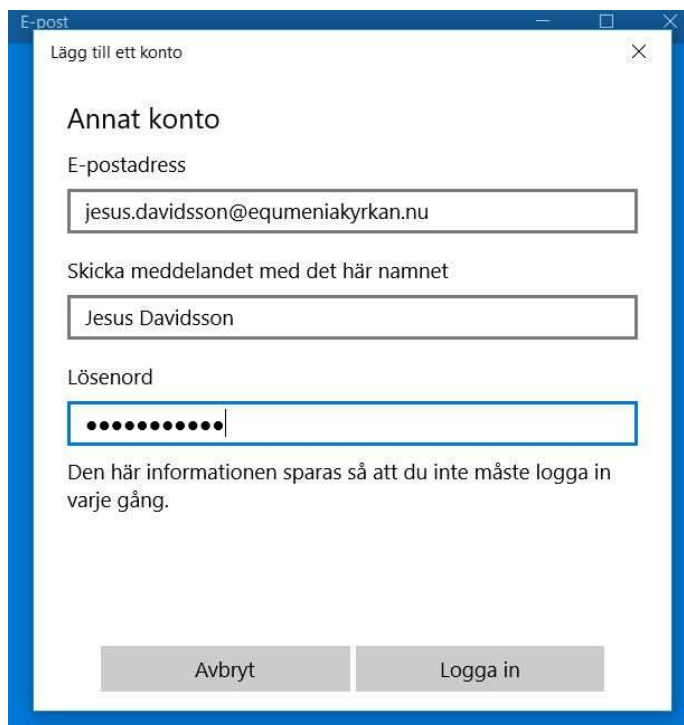 E-post
Lägg till ett konto
Annat konto
E-postadress
jesus.davidsson@equmeniakyrkan.nu
Skicka meddelandet med det här namnet
Jesus Davidsson
Lösenord
●●●●●●●●●●●
Den här informationen sparas så att du inte måste logga in
varje gång.
Avbryt
Logga in